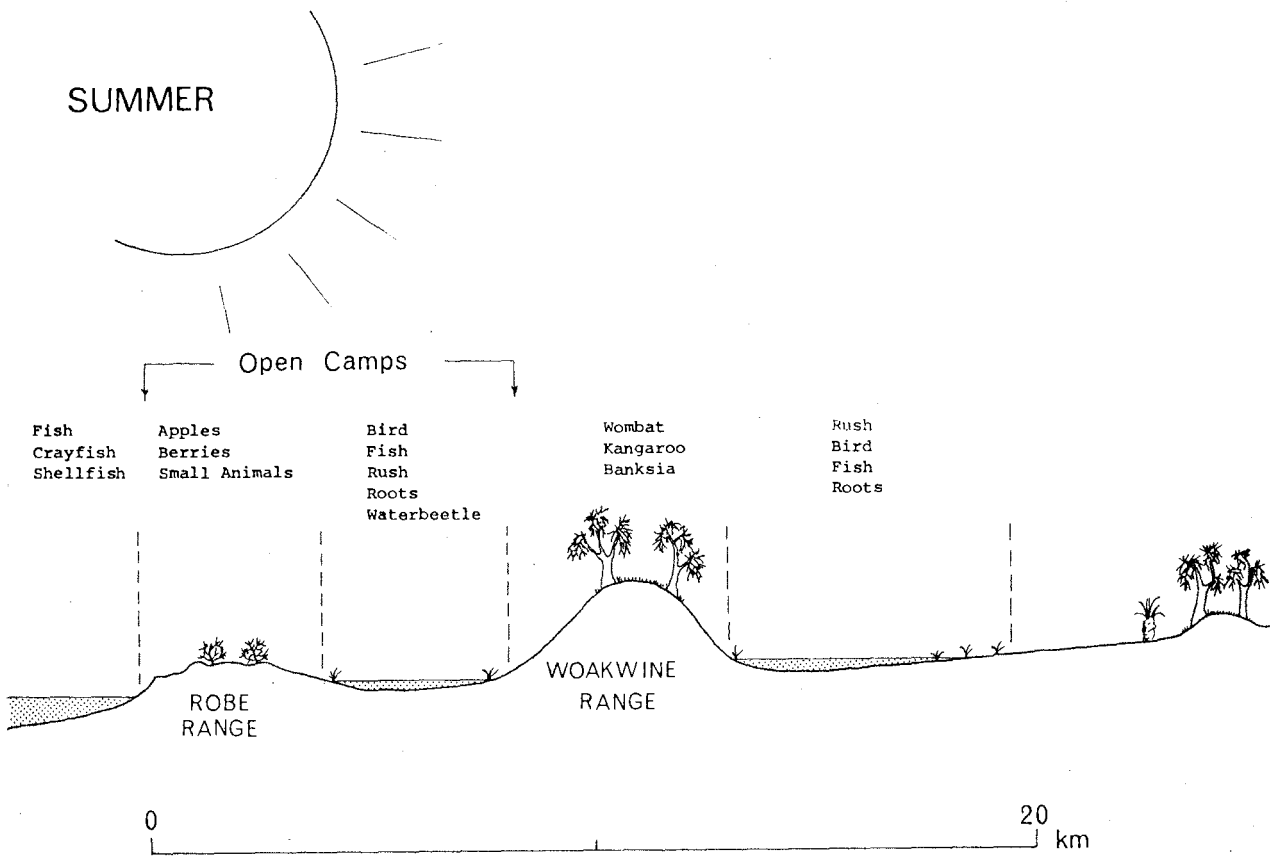 SUMMER
Open Camps
Fish
Crayfish
Shellfish
Apples
Berries
Small Animals
Bird
Fish
Rush
Roots
Waterbeetle
Wombat
Kangaroo
Banksia
Rush
Bird
Fish
Roots
ROBE
RANGE
WOAKWINE
RANGE
0
20
km